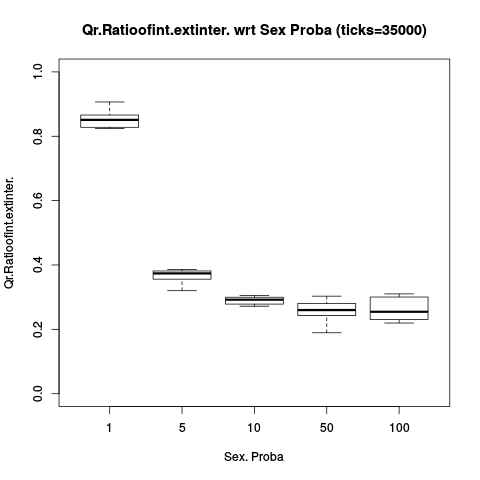 Qr.Ratioofint.extinter. wrt Sex Proba (ticks=35000)
Qr.Ratioofint.extinter.
1.0
0.8
0.6
0.4
0.2
0.0
1 5 10 50 100
Sex. Proba